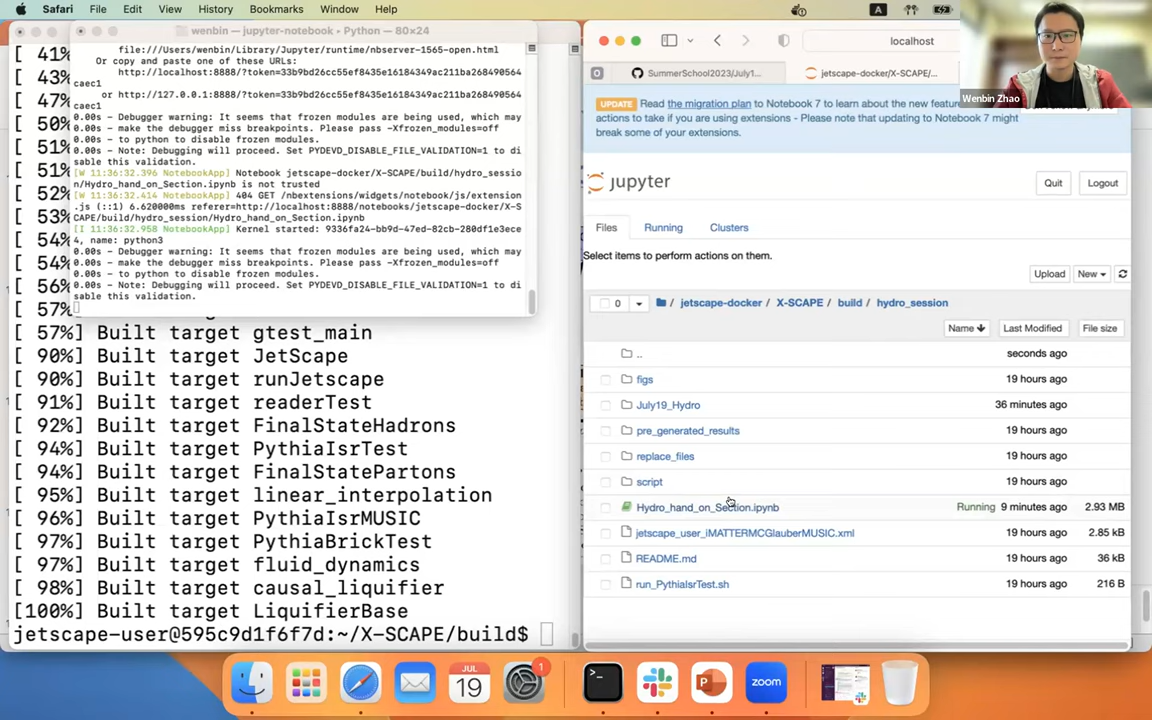 Safari File Edit View History Bookmarks Window Help
A
wenbin — jupyter-notebook • Python — 80×24
file:///Users/wenbin/Library/Jupyter/runtime/nbserver-1565-open.html
Or copy and paste one of these URLs:
http://localhost:8888/?token=33b9bd26cc55ef8435e16184349ac211ba268490564
caec1
or http://127.0.0.1:8888/?token=33b9bd26cc55ef8435e16184349ac211ba268490564
caec1
0.00s - Debugger warning: It seems that frozen modules are being used, which may
0.00s - make the debugger miss breakpoints. Please pass -Xfrozen_modules=off
0.00s - to python to disable frozen modules.
0.00s - Note: Debugging will proceed. Set PYDEVD_DISABLE_FILE_VALIDATION=1 to di
sable this validation.
[W 11:36:32.396 NotebookApp] Notebook jetscape-docker/X-SCAPE/build/hydro_sessio
n/Hydro_hand_on_Section.ipynb is not trusted
[W 11:36:32.414 NotebookApp] 404 GET /nbextensions/widgets/notebook/js/extension
.js (::1) 6.620000ms referer=http://localhost:8888/notebooks/jetscape-docker/X-S
CAPE/build/hydro_session/Hydro_hand_on_Section.ipynb
[I 11:36:32.958 NotebookApp] Kernel started: 9336fa24-bb9d-47ed-82cb-280df1e3ece
4, name: python3
0.00s - Debugger warning: It seems that frozen modules are being used, which may
0.00s - make the debugger miss breakpoints. Please pass -Xfrozen_modules=off
0.00s - to python to disable frozen modules.
0.00s - Note: Debugging will proceed. Set PYDEVD_DISABLE_FILE_VALIDATION=1 to di
sable this validation.
[ 41%
[ 43%
[ 47%
[ 50%
[ 51%
[ 51%
[ 52%
[ 53%
[ 54%
[ 54%
[ 56%
[ 57%
[ 57%] Built target gtest_main
[ 90%] Built target JetScape
[ 90%] Built target runJetscape
[ 91%] Built target readerTest
[ 92%] Built target FinalStateHadrons
[ 94%] Built target PythiaIsrTest
[ 94%] Built target FinalStatePartons
[ 95%] Built target linear_interpolation
[ 96%] Built target PythiaIsrMUSIC
[ 97%] Built target PythiaBrickTest
[ 97%] Built target fluid_dynamics
[ 98%] Built target causal_liquifier
[100%] Built target LiquifierBase
jetscape-user@595c9d1f6f7d:~/X-SCAPE/build$
localhost
SummerSchool2023/July1...
jetscape-docker/X-SCAPE/...
Wenbin Zhao
UPDATE Read the migration plan to Notebook 7 to learn about the new
actions to take if you are using extensions - Please note that updating to Notebook 7 might
break some of your extensions.
jupyter
Quit Logout
Files Running Clusters
Select items to perform actions on them.
Upload New
0 / jetscape-docker / X-SCAPE / build / hydro_session
Name Last Modified File size
.. seconds ago
figs 19 hours ago
July19_Hydro 36 minutes ago
pre_generated_results 19 hours ago
replace_files 19 hours ago
script 19 hours ago
Hydro_hand_on_Section.ipynb Running 9 minutes ago 2.93 MB
jetscape_user_iMATTERMCGlauberMUSIC.xml 19 hours ago 2.85 kB
README.md 19 hours ago 36 kB
run_PythiaIsrTest.sh 19 hours ago 216 B
JUL
19
1
zoom